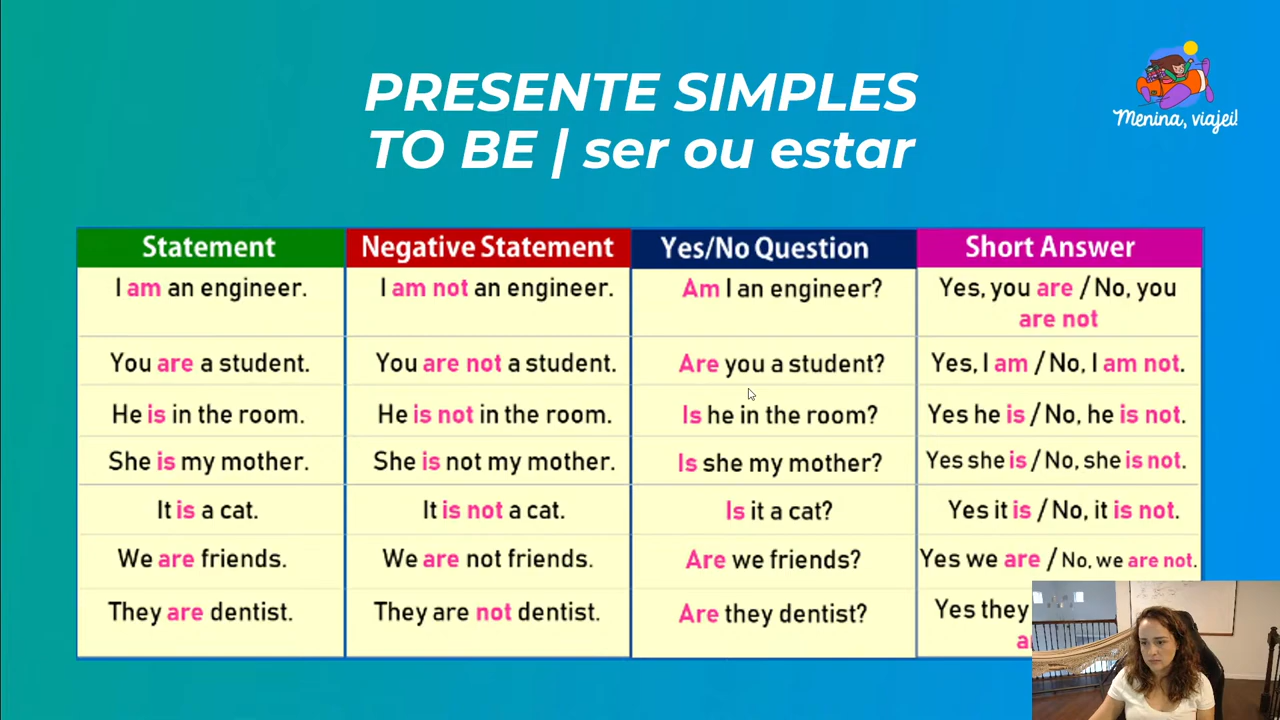 PRESENTE SIMPLES
TO BE | ser ou estar
Menina, viajei!
Statement Negative Statement Yes/No Question Short Answer
I am an engineer. I am not an engineer. Am I an engineer? Yes, you are / No, you
are not
You are a student. You are not a student. Are you a student? Yes, I am / No, I am not.
He is in the room. He is not in the room. Is he in the room? Yes he is / No, he is not.
She is my mother. She is not my mother. Is she my mother? Yes she is / No, she is not.
It is a cat. It is not a cat. Is it a cat? Yes it is / No, it is not.
We are friends. We are not friends. Are we friends? Yes we are / No, we are not.
They are dentist. They are not dentist. Are they dentist? Yes they